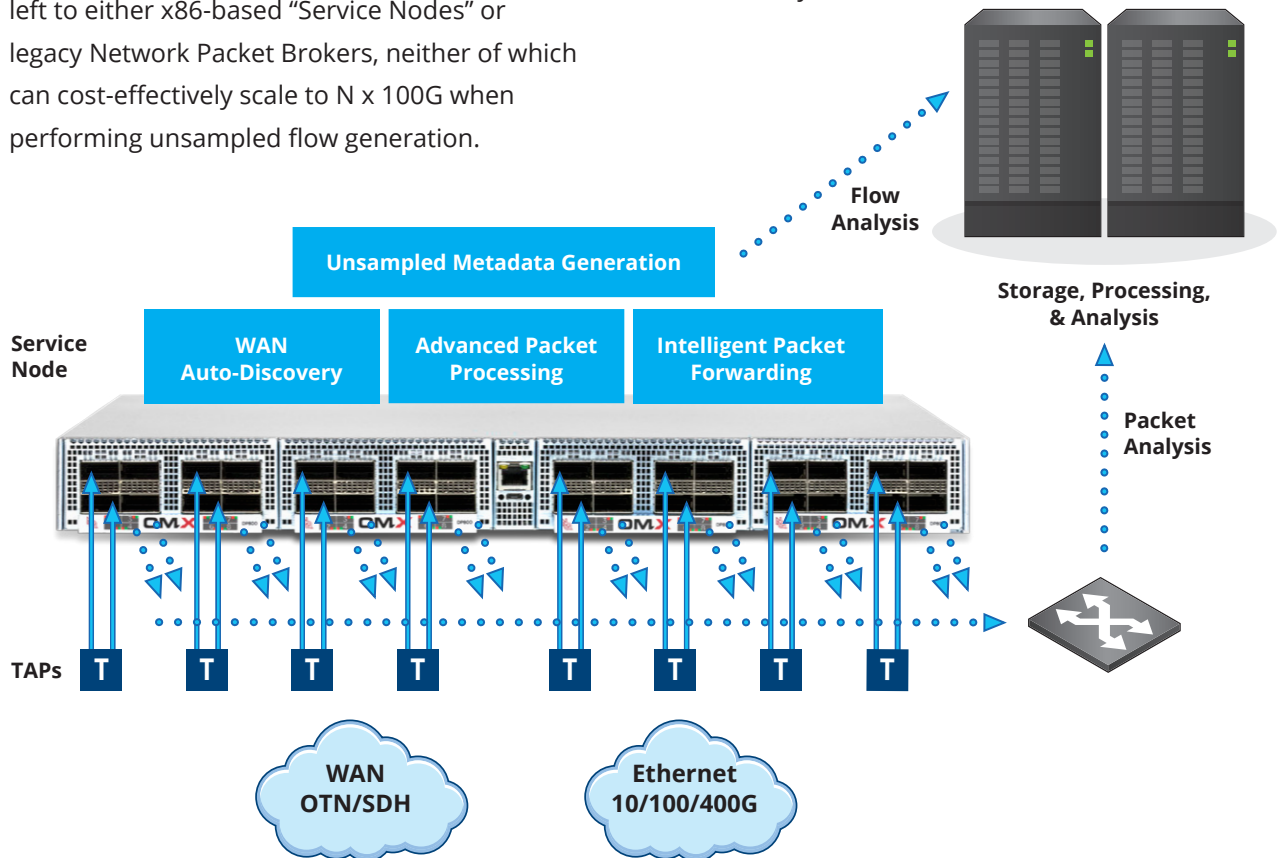 left to either x86-based “Service Nodes” or
legacy Network Packet Brokers, neither of which
can cost-effectively scale to N x 100G when
performing unsampled flow generation.
Flow
Analysis
Unsampled Metadata Generation
Storage, Processing,
& Analysis
Service
Node
WAN
Auto-Discovery
Advanced Packet
Processing
Intelligent Packet
Forwarding
Packet
Analysis
TAPs
T
T
T
T
T
T
T
T
WAN
OTN/SDH
Ethernet
10/100/400G